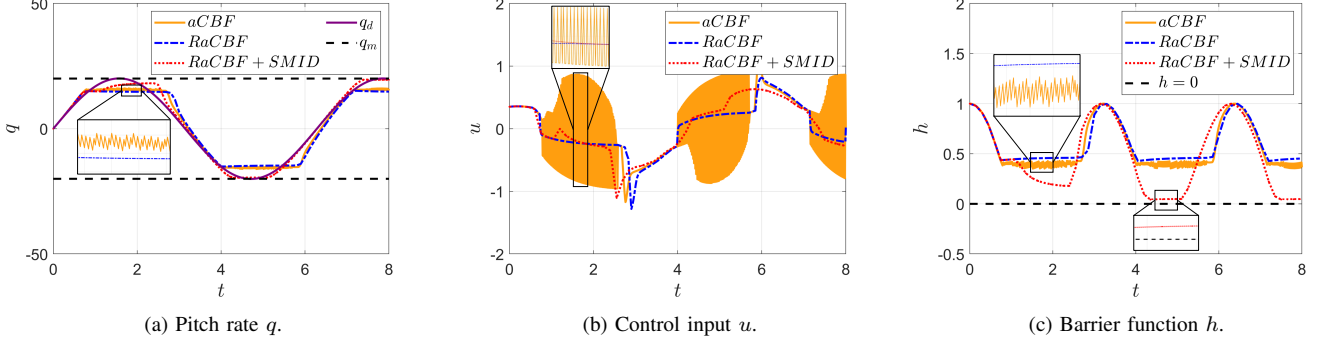 50
0
-50
q
0
2
4
6
8
t
aCBF
RaCBF
RaCBF + SMID
q_d
q_m
(a) Pitch rate q.
2
1
0
-1
-2
u
0
2
4
6
8
t
aCBF
RaCBF
RaCBF + SMID
(b) Control input u.
2
1.5
1
0.5
0
-0.5
h
0
2
4
6
8
t
aCBF
RaCBF
RaCBF + SMID
h = 0
(c) Barrier function h.